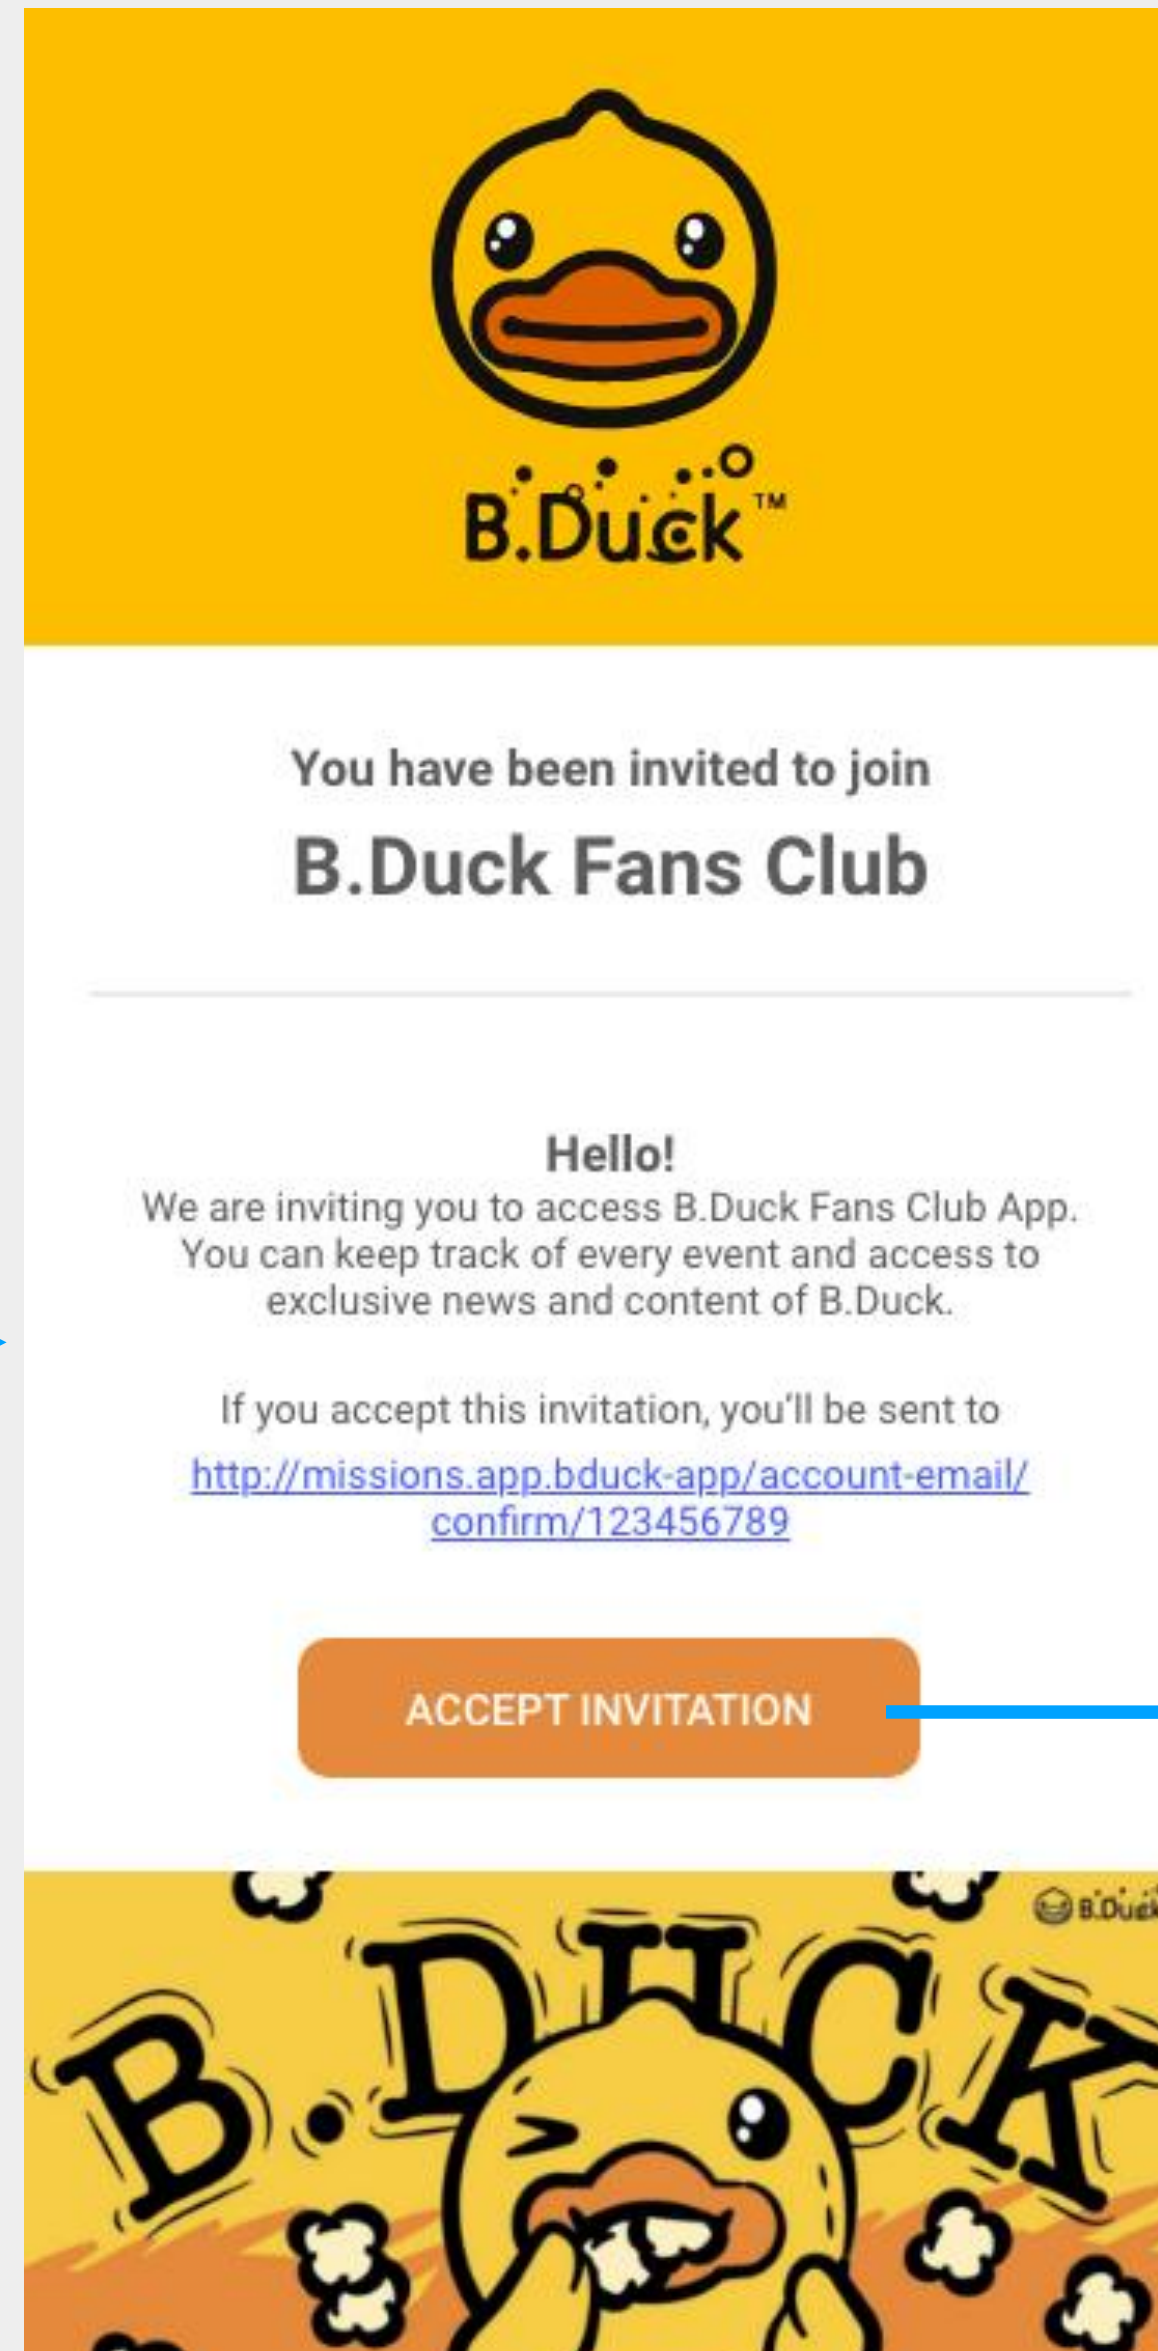 B.Duck™
You have been invited to join
B.Duck Fans Club
Hello!
We are inviting you to access B.Duck Fans Club App.
You can keep track of every event and access to
exclusive news and content of B.Duck.
If you accept this invitation, you'll be sent to
http://missions.app.bduck-app/account-email/
confirm/123456789
ACCEPT INVITATION
B.Duck
B.DUCK